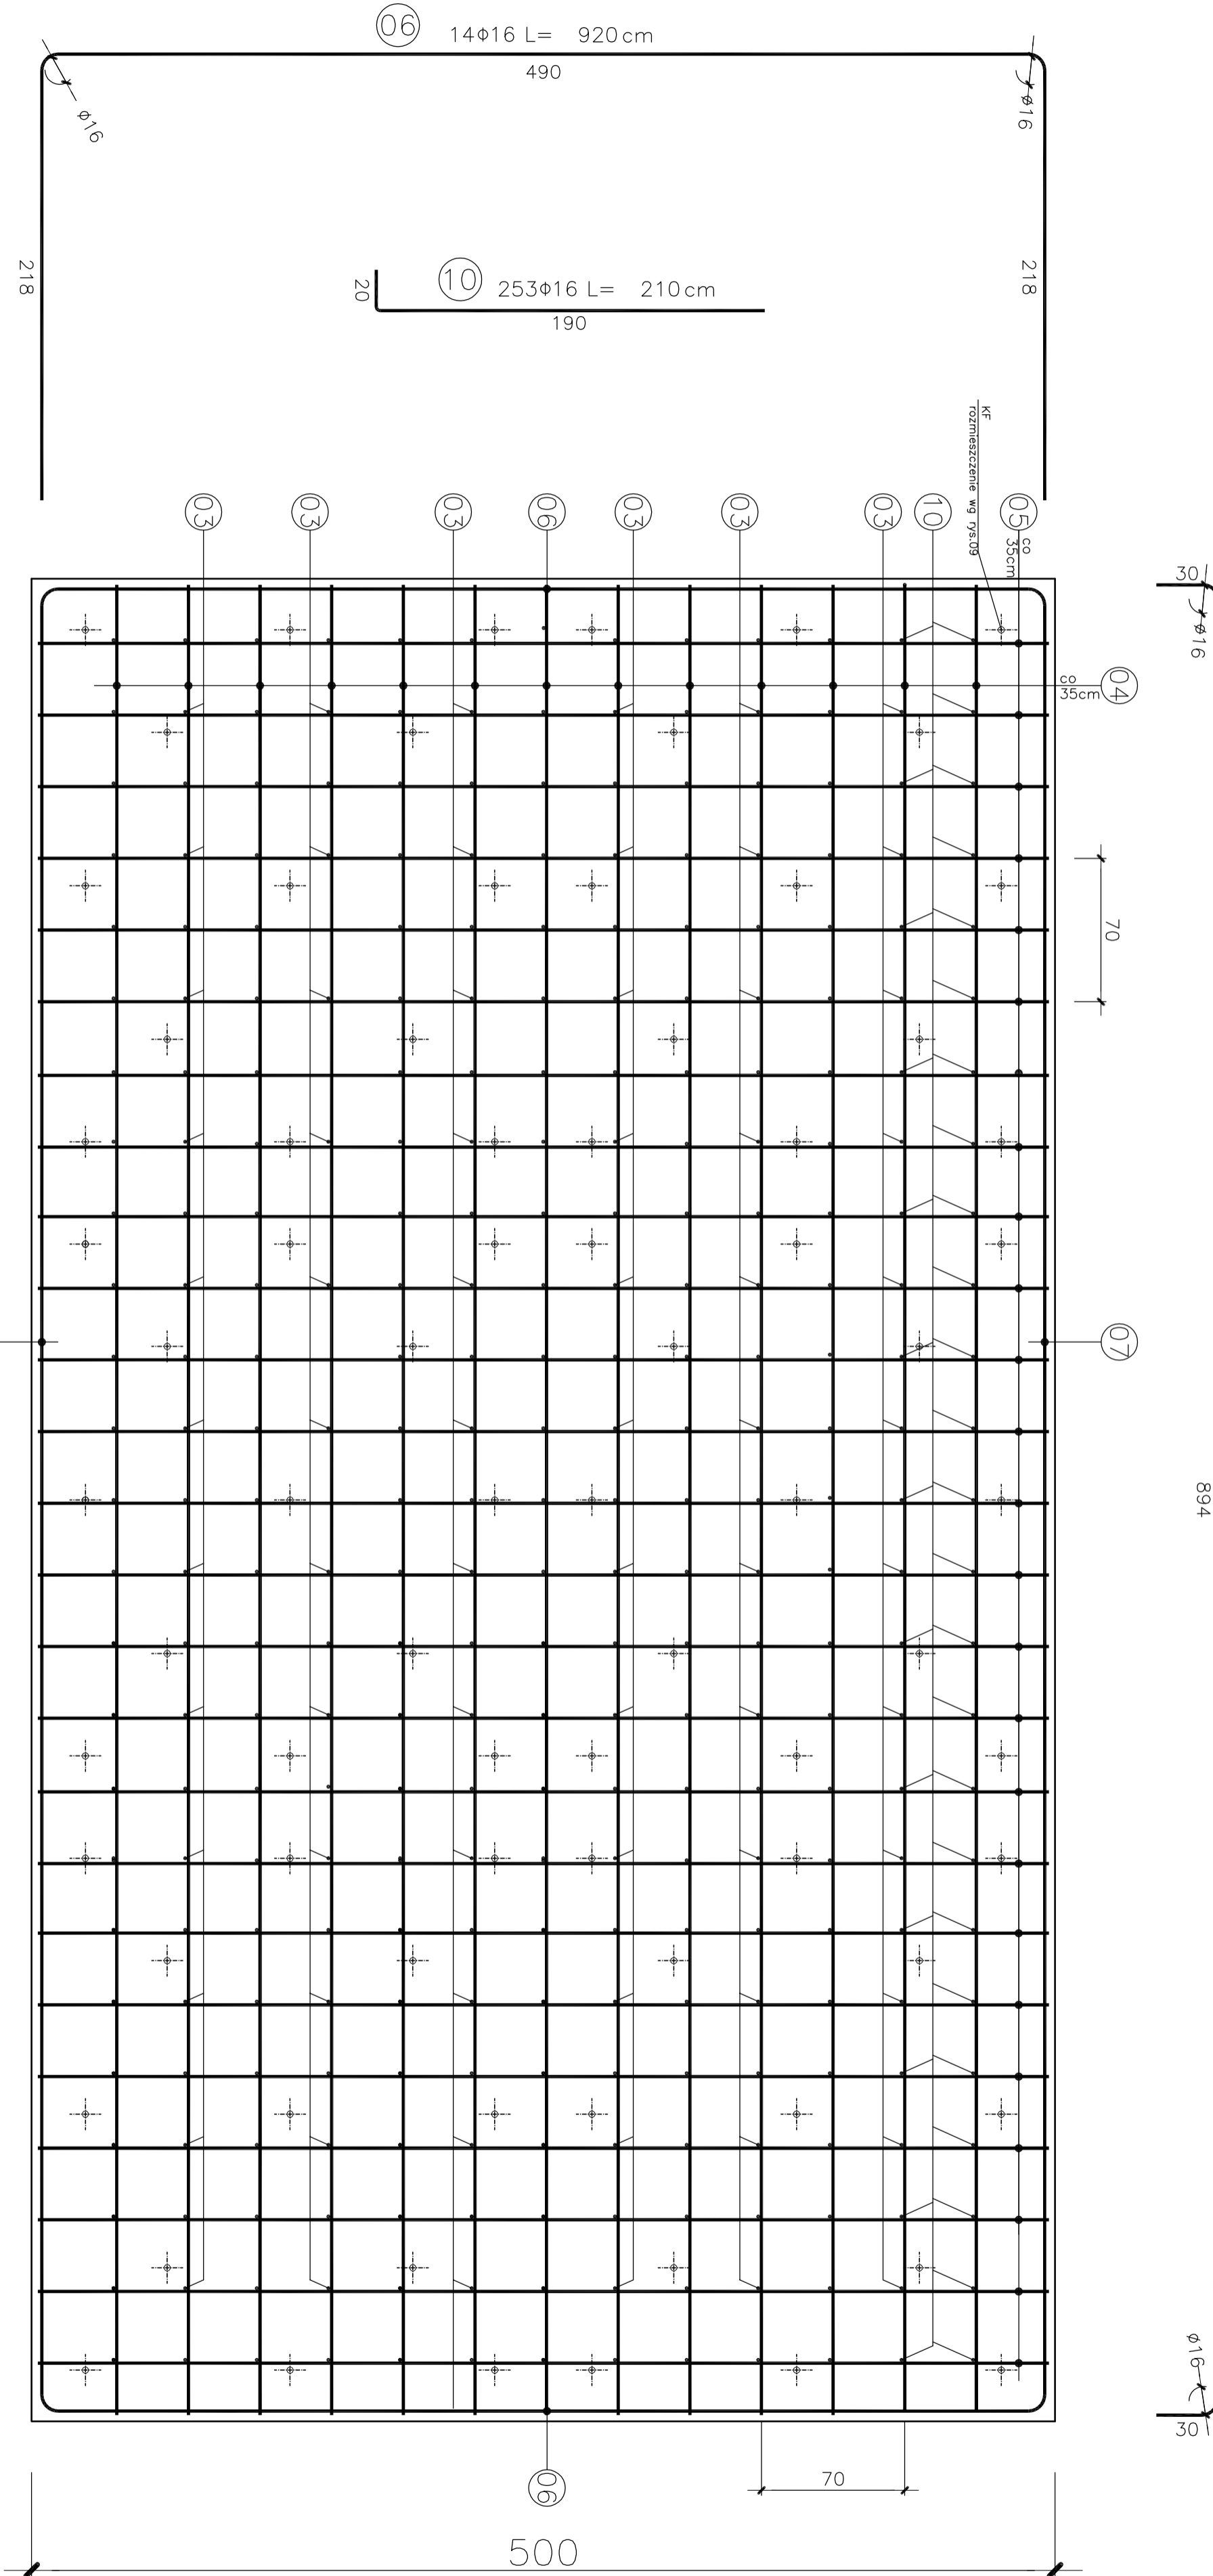 06 14Φ16 L= 920cm
490
ϕ16
ϕ16
218
218
10 253Φ16 L= 210cm
20
190
KF
rozmieszczenie wg rys.09
03
03
03
06
03
03
03
10
05
co
35cm
30
ϕ16
04
co
35cm
70
07
894
ϕ16
30
06
70
500